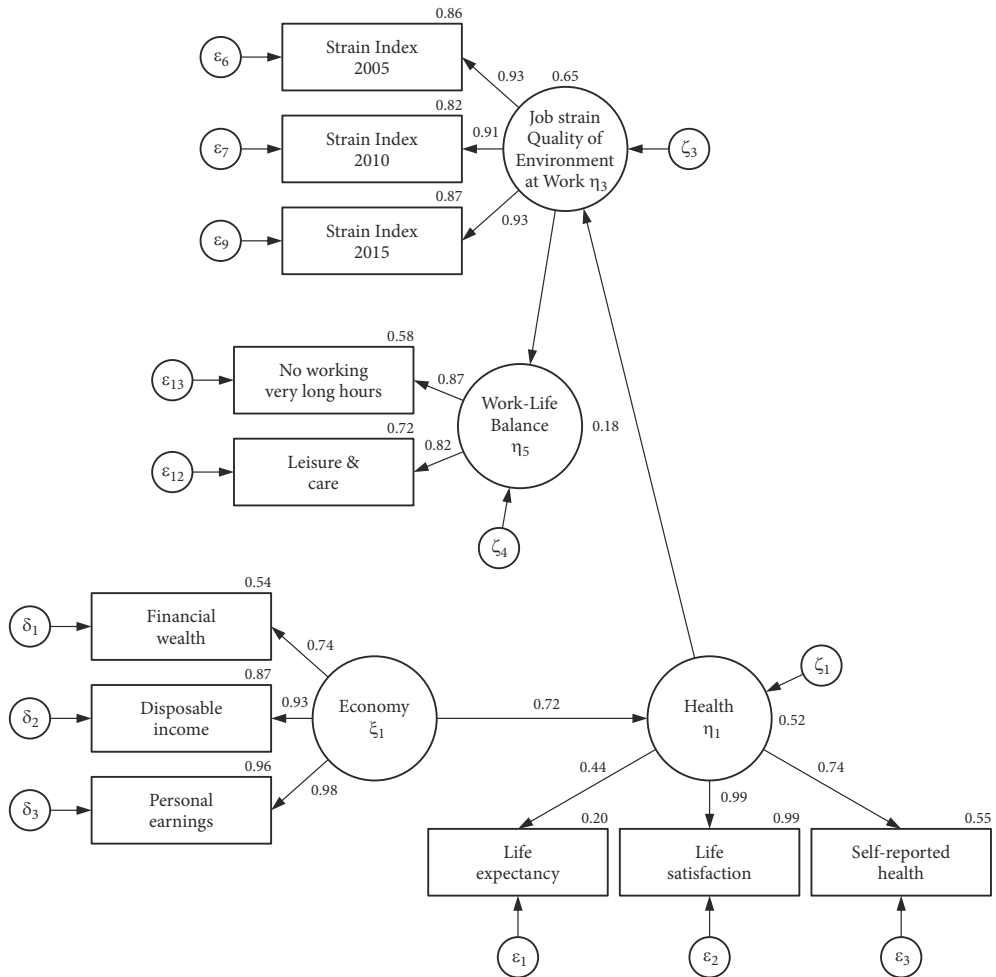 0.86
ε6
Strain Index
2005
0.93
0.65
0.82
ε7
Strain Index
2010
0.91
Job strain
Quality of
Environment
at Work η3
ζ3
0.87
ε9
Strain Index
2015
0.93
0.58
ε13
No working
very long hours
0.87
Work-Life
Balance
η5
0.18
0.72
ε12
Leisure &
care
0.82
ζ4
0.54
δ1
Financial
wealth
0.74
0.87
δ2
Disposable
income
0.93
Economy
ξ1
0.72
Health
η1
ζ1
0.52
0.96
δ3
Personal
earnings
0.98
0.44
0.99
0.74
0.20
Life
expectancy
0.99
Life
satisfaction
0.55
Self-reported
health
ε1
ε2
ε3